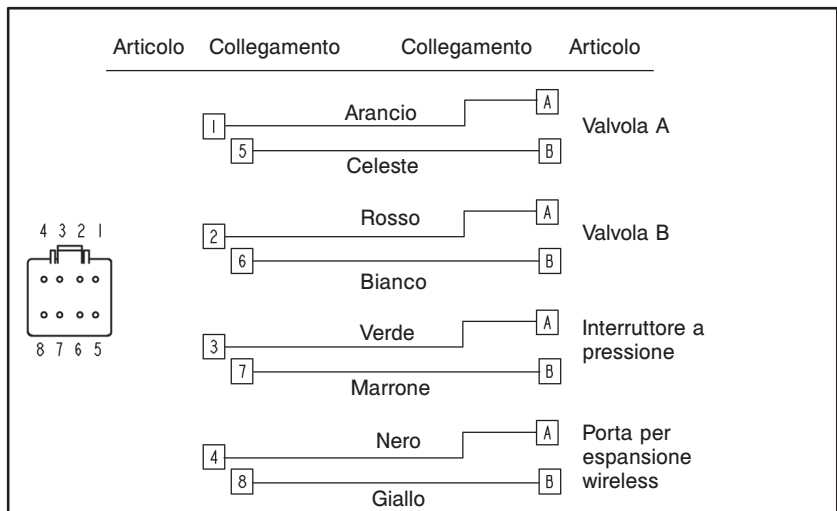 Articolo Collegamento Collegamento Articolo
Arancio
1 A
Valvola A
5 B
Celeste
Rosso
2 A
Valvola B
6 B
Bianco
4 3 2 1
8 7 6 5
Verde
3 A
Interruttore a
pressione
7 B
Marrone
Nero
4 A
Porta per
espansione
wireless
8 B
Giallo